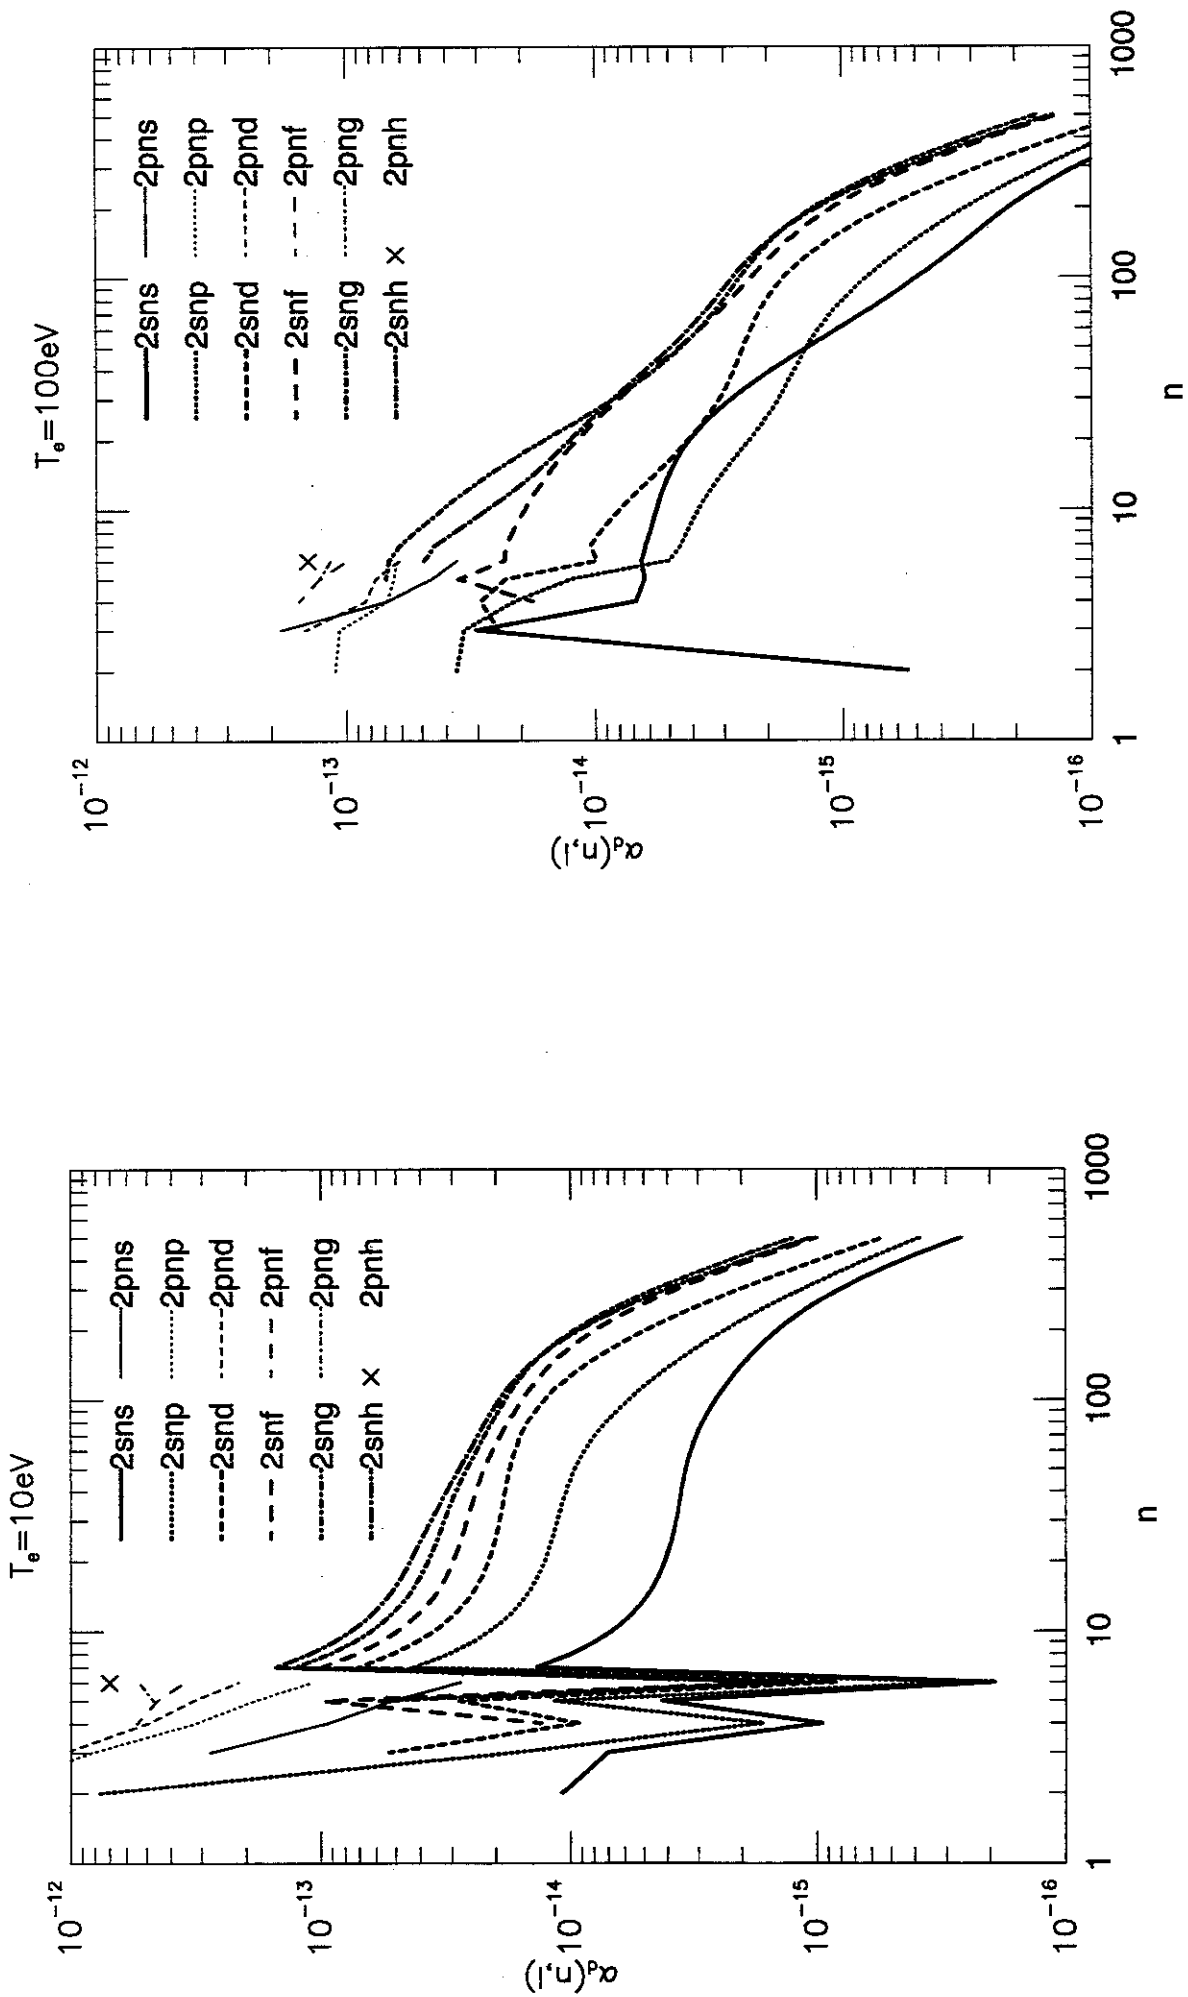 T_e=10eV
10^−12
10^−13
10^−14
10^−15
10^−16
α_d(n,l)
2sns 2pns
2snp 2pnp
2snd 2pnd
2snf 2pnf
2sng 2png
2snh × 2pnh
1 10 100 1000
n
T_e=100eV
10^−12
10^−13
10^−14
10^−15
10^−16
α_d(n,l)
2sns 2pns
2snp 2pnp
2snd 2pnd
2snf 2pnf
2sng 2png
2snh × 2pnh
1 10 100 1000
n